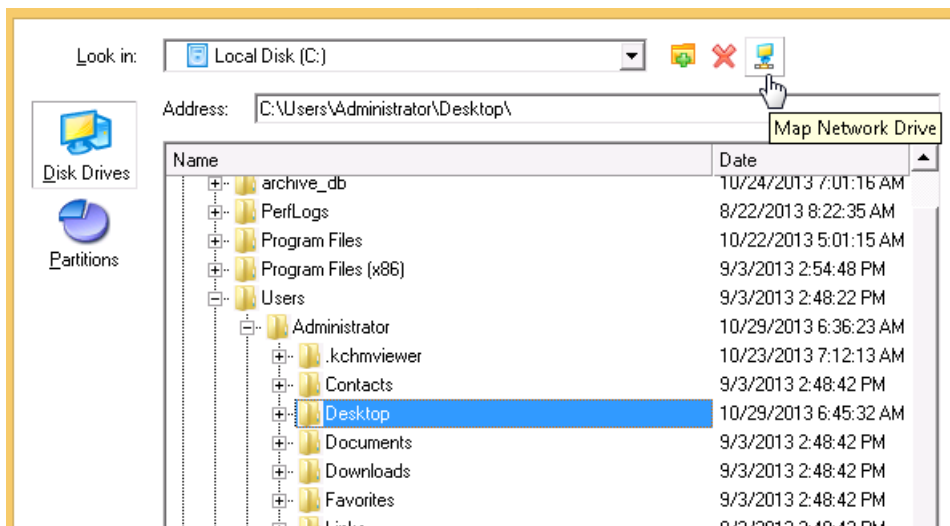 Look in: Local Disk (C:)
Address: C:\Users\Administrator\Desktop\
Map Network Drive
Disk Drives
Partitions
Name Date
archive_db 10/24/2013 7:01:16 AM
PerfLogs 8/22/2013 8:22:35 AM
Program Files 10/22/2013 5:01:15 AM
Program Files (x86) 9/3/2013 2:54:48 PM
Users 9/3/2013 2:48:22 PM
Administrator 10/29/2013 6:36:23 AM
.kchmviewer 10/23/2013 7:12:13 AM
Contacts 9/3/2013 2:48:42 PM
Desktop 10/29/2013 6:45:32 AM
Documents 9/3/2013 2:48:42 PM
Downloads 9/3/2013 2:48:42 PM
Favorites 9/3/2013 2:48:42 PM